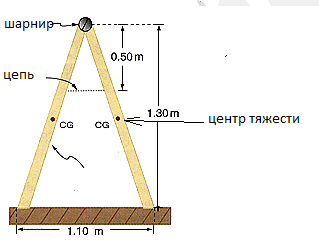 шарнир
0.50 m
цепь
1.30 m
центр тяжести
CG CG
1.10 m